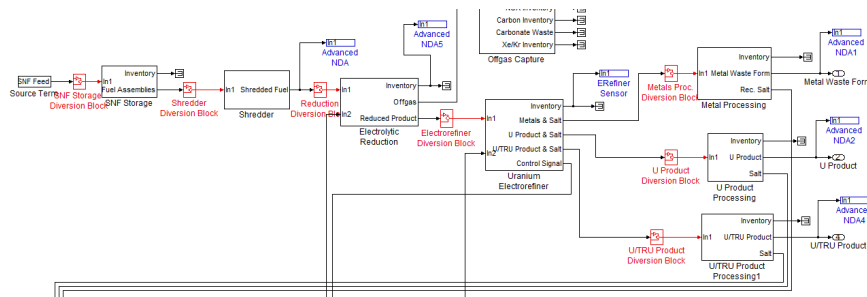 Carbon Inventory
Carbonate Waste
Xe/Kr Inventory
Offgas Capture
In1
Advanced
NDA
In1
Advanced
NDA5
In1
ERefiner
Sensor
In1
Advanced
NDA1
SNF Feed
Source Term
SNF Storage
Diversion Block
In1
Inventory
Fuel Assemblies
SNF Storage
Shredder
Diversion Block
In1
Shredded Fuel
Shredder
Reduction
Diversion Block
In1
In2
Inventory
Offgas
Reduced Product
Electrolytic
Reduction
Electrorefiner
Diversion Block
In1
In2
Inventory
Metals & Salt
U Product & Salt
U/TRU Product & Salt
Control Signal
Uranium
Electrorefiner
Metals Proc.
Diversion Block
In1
Inventory
Metal Waste Form
Rec. Salt
Metal Processing
Metal Waste Form
In1
Advanced
NDA2
U Product
Diversion Block
In1
Inventory
U Product
Salt
U Product
Processing
2
U Product
In1
Advance
NDA4
U/TRU Product
Diversion Block
In1
Inventory
U/TRU Product
Salt
U/TRU Product
Processing1
U/TRU Product